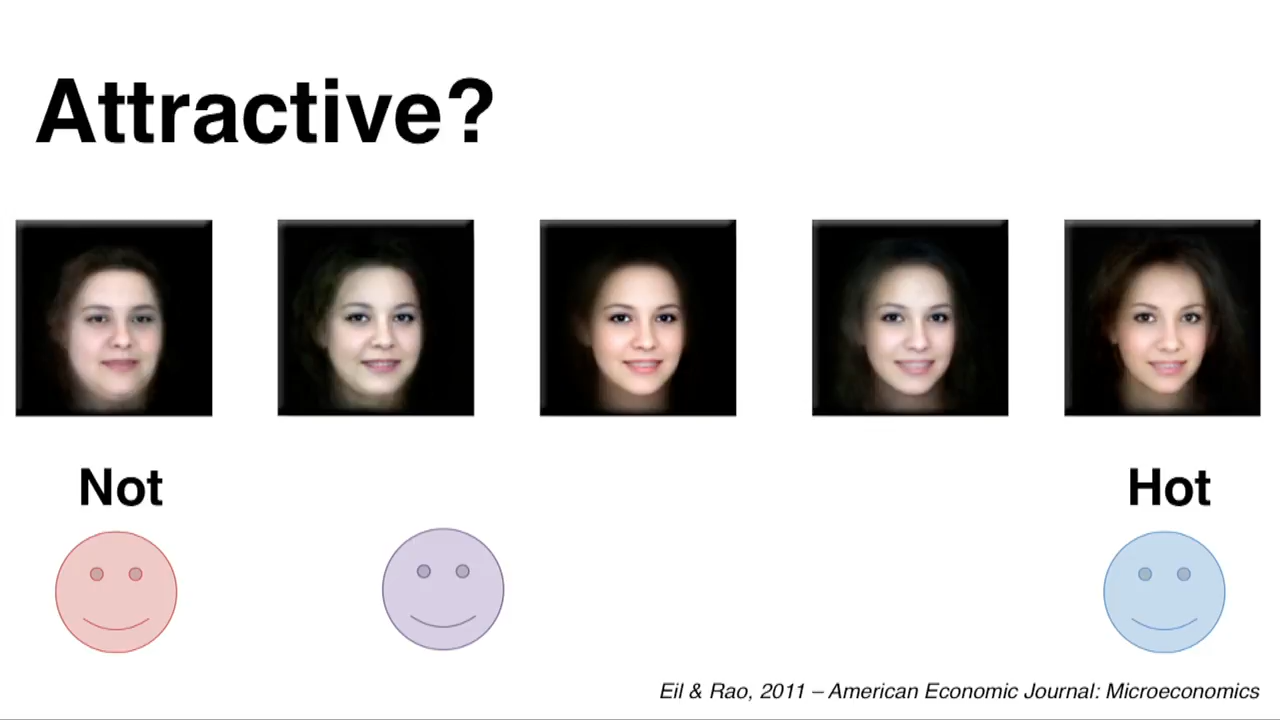 Attractive?
Not
Hot
Eil & Rao, 2011 – American Economic Journal: Microeconomics